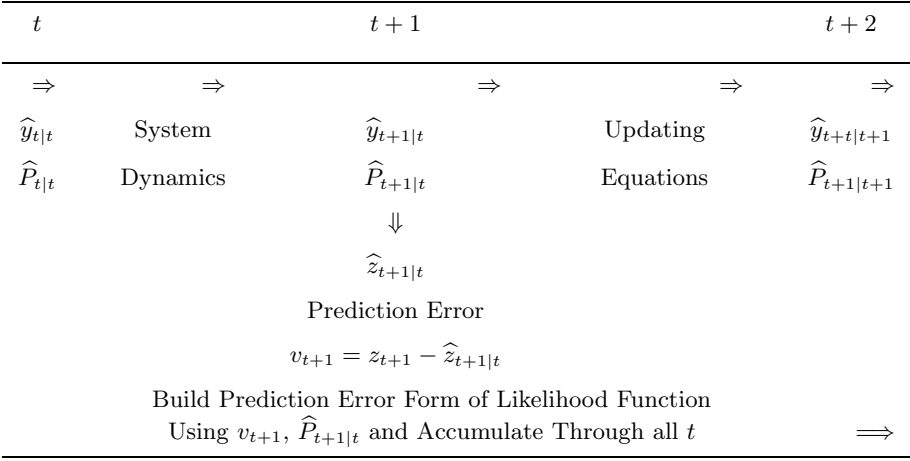 t t + 1 t + 2
⇒ ⇒ ⇒ ⇒ ⇒
ŷ_{t|t} System ŷ_{t+1|t} Updating ŷ_{t+t|t+1}
P̂_{t|t} Dynamics P̂_{t+1|t} Equations P̂_{t+1|t+1}
⇓
ẑ_{t+1|t}
Prediction Error
v_{t+1} = z_{t+1} − ẑ_{t+1|t}
Build Prediction Error Form of Likelihood Function
Using v_{t+1}, P̂_{t+1|t} and Accumulate Through all t ⟹